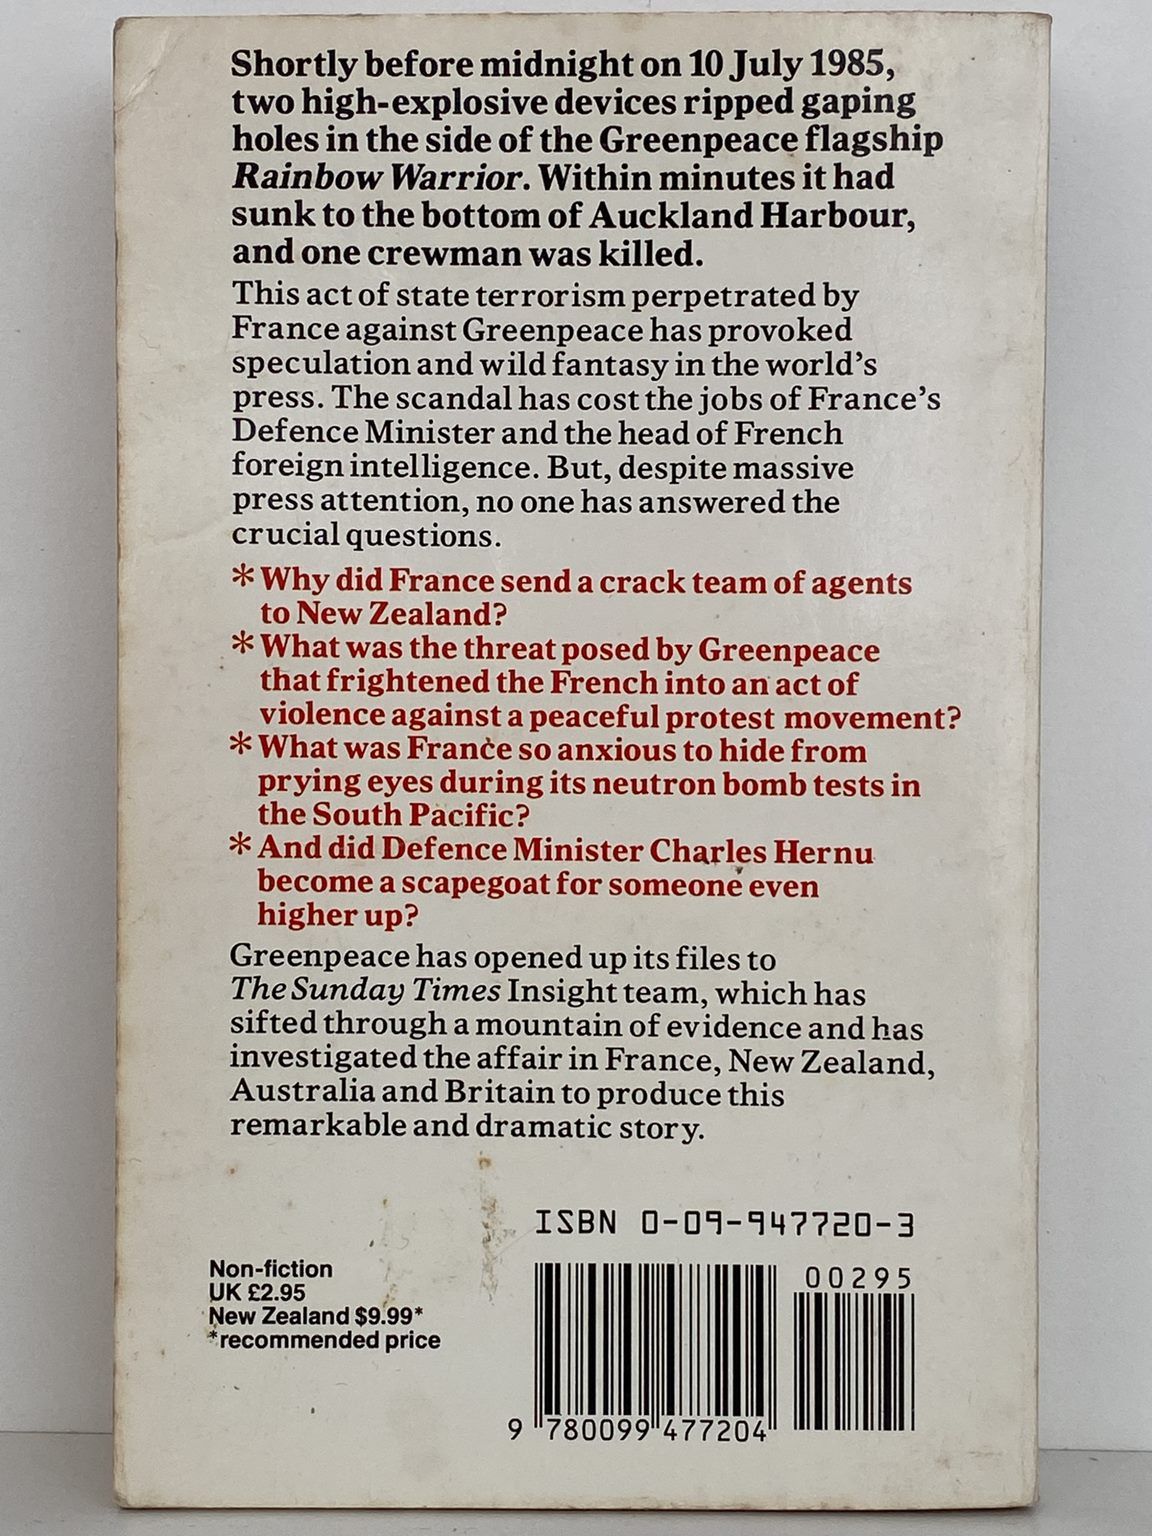 Shortly before midnight on 10 July 1985,
two high-explosive devices ripped gaping
holes in the side of the Greenpeace flagship
Rainbow Warrior. Within minutes it had
sunk to the bottom of Auckland Harbour,
and one crewman was killed.
This act of state terrorism perpetrated by
France against Greenpeace has provoked
speculation and wild fantasy in the world's
press. The scandal has cost the jobs of France's
Defence Minister and the head of French
foreign intelligence. But, despite massive
press attention, no one has answered the
crucial questions.
* Why did France send a crack team of agents
to New Zealand?
* What was the threat posed by Greenpeace
that frightened the French into an act of
violence against a peaceful protest movement?
* What was France so anxious to hide from
prying eyes during its neutron bomb tests in
the South Pacific?
* And did Defence Minister Charles Hernu
become a scapegoat for someone even
higher up?
Greenpeace has opened up its files to
The Sunday Times Insight team, which has
sifted through a mountain of evidence and has
investigated the affair in France, New Zealand,
Australia and Britain to produce this
remarkable and dramatic story.
ISBN 0-09-947720-3
Non-fiction
UK £2.95
New Zealand $9.99*
*recommended price
00295
9 780099 477204